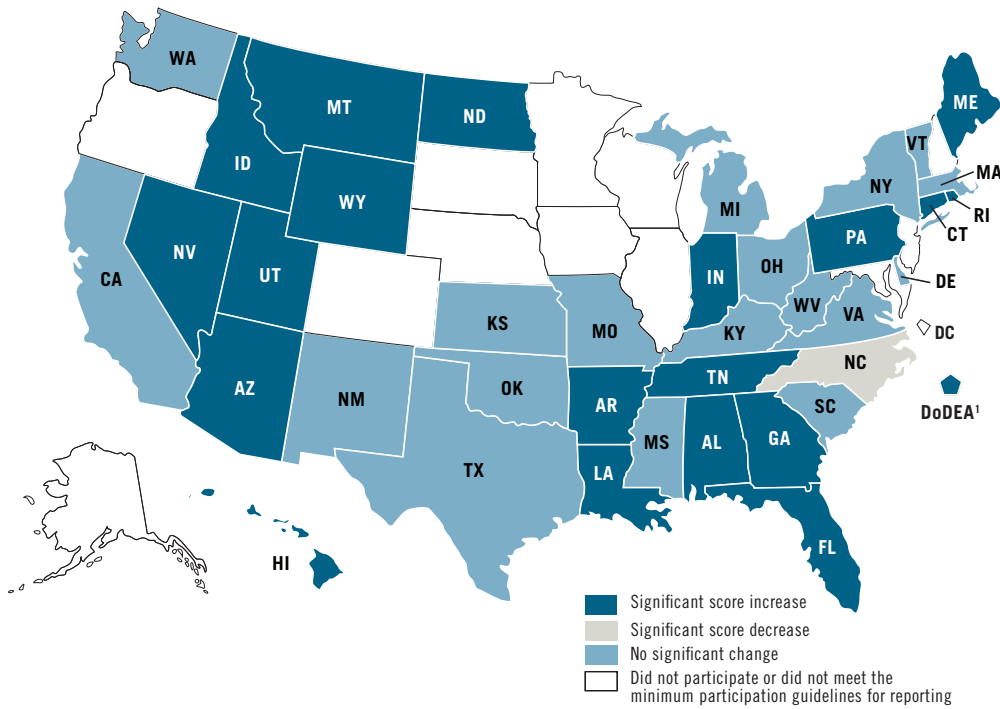 WA
MT
ND
ME
VT
ID
MA
NY
WY
MI
RI
CT
PA
NV
OH
IN
UT
CA
DE
WV
VA
KS
MO
KY
DC
NC
TN
AZ
OK
NM
AR
SC
DoDEA¹
MS
AL
GA
TX
LA
FL
HI
Significant score increase
Significant score decrease
No significant change
Did not participate or did not meet the
minimum participation guidelines for reporting